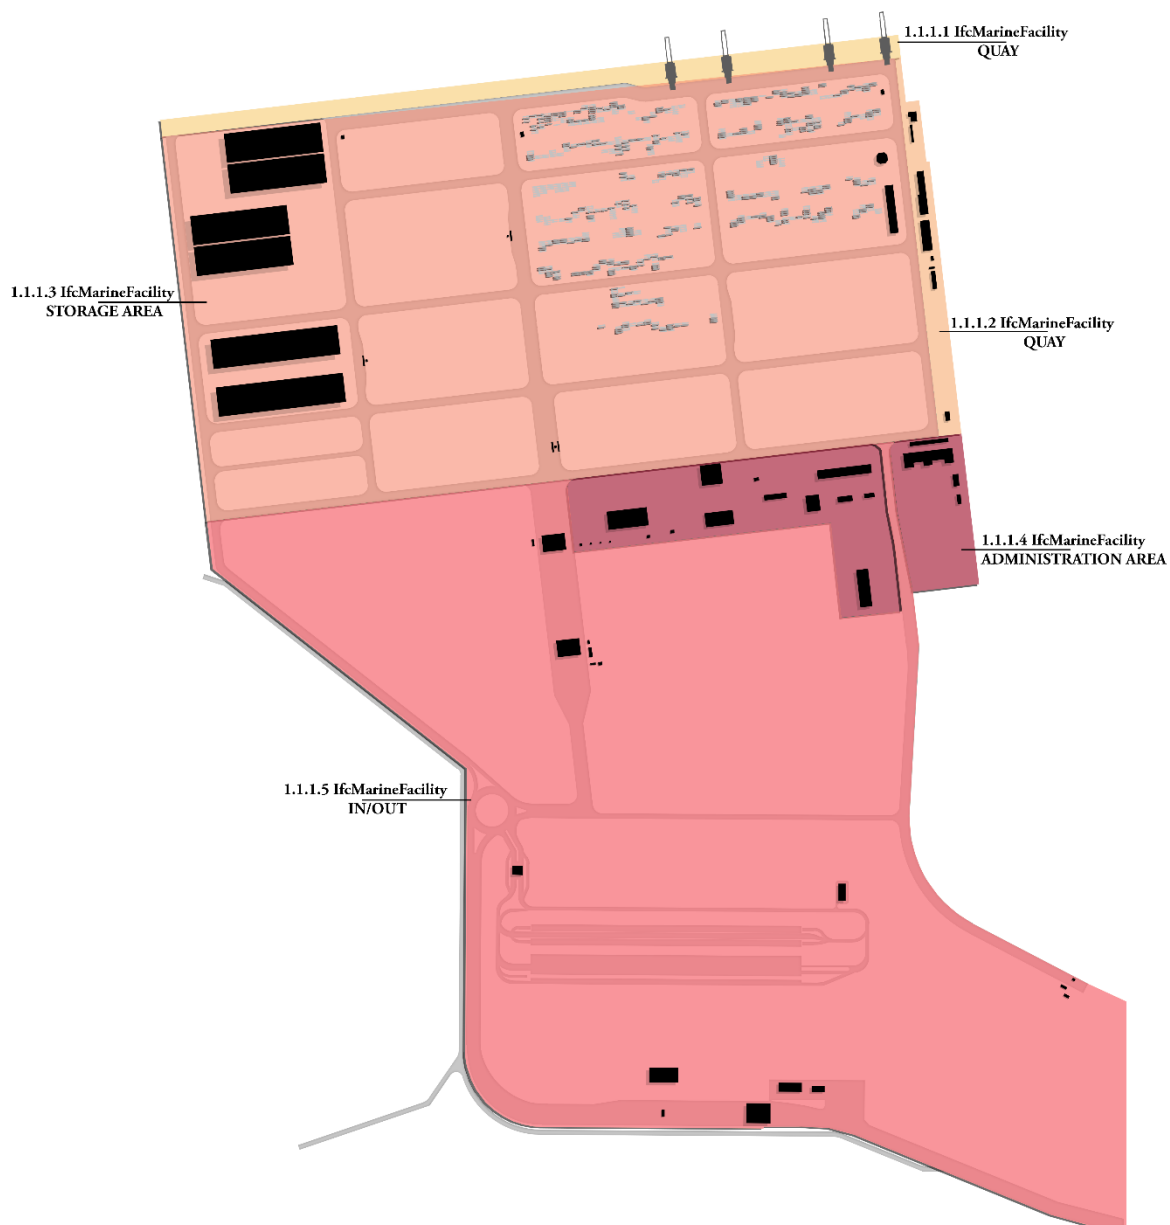 1.1.1.1 IfcMarineFacility
QUAY
1.1.1.3 IfcMarineFacility
STORAGE AREA
1.1.1.2 IfcMarineFacility
QUAY
1.1.1.4 IfcMarineFacility
ADMINISTRATION AREA
1.1.1.5 IfcMarineFacility
IN/OUT